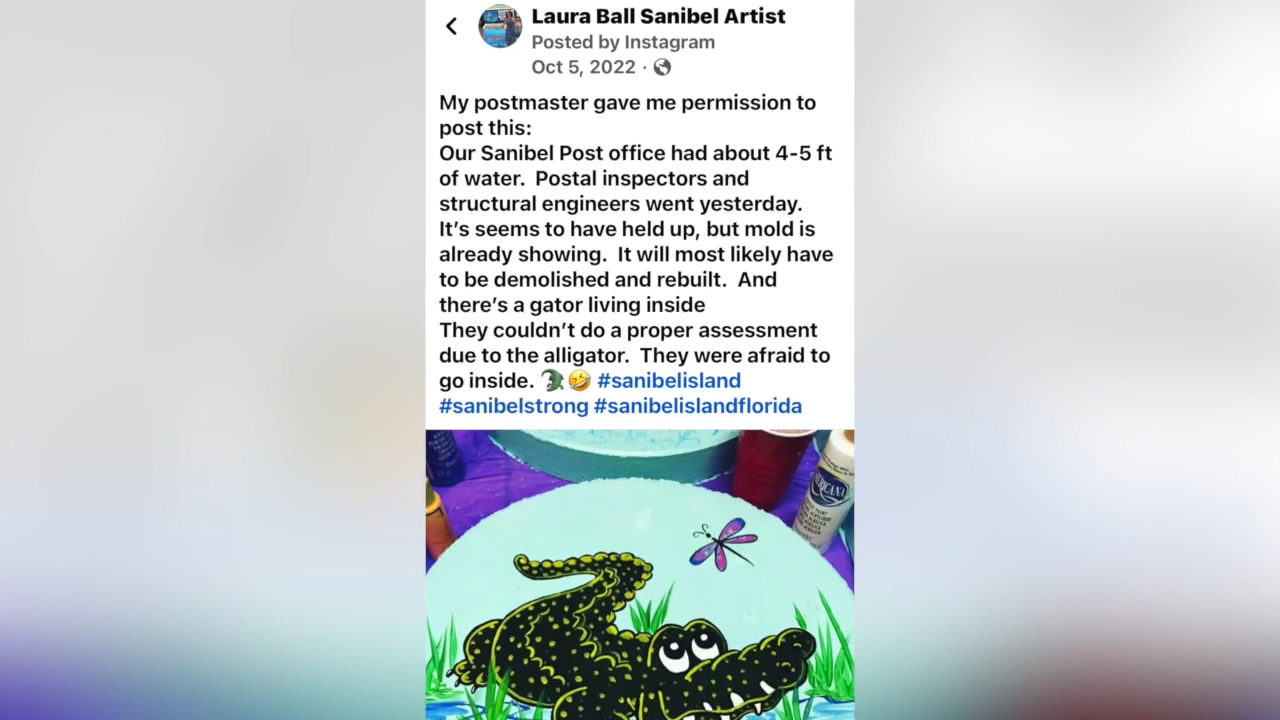 Laura Ball Sanibel Artist
Posted by Instagram
Oct 5, 2022 ·
My postmaster gave me permission to
post this:
Our Sanibel Post office had about 4-5 ft
of water.  Postal inspectors and
structural engineers went yesterday.
It's seems to have held up, but mold is
already showing.  It will most likely have
to be demolished and rebuilt.  And
there's a gator living inside
They couldn't do a proper assessment
due to the alligator.  They were afraid to
go inside. 🐊🤣 #sanibelisland
#sanibelstrong #sanibelislandflorida